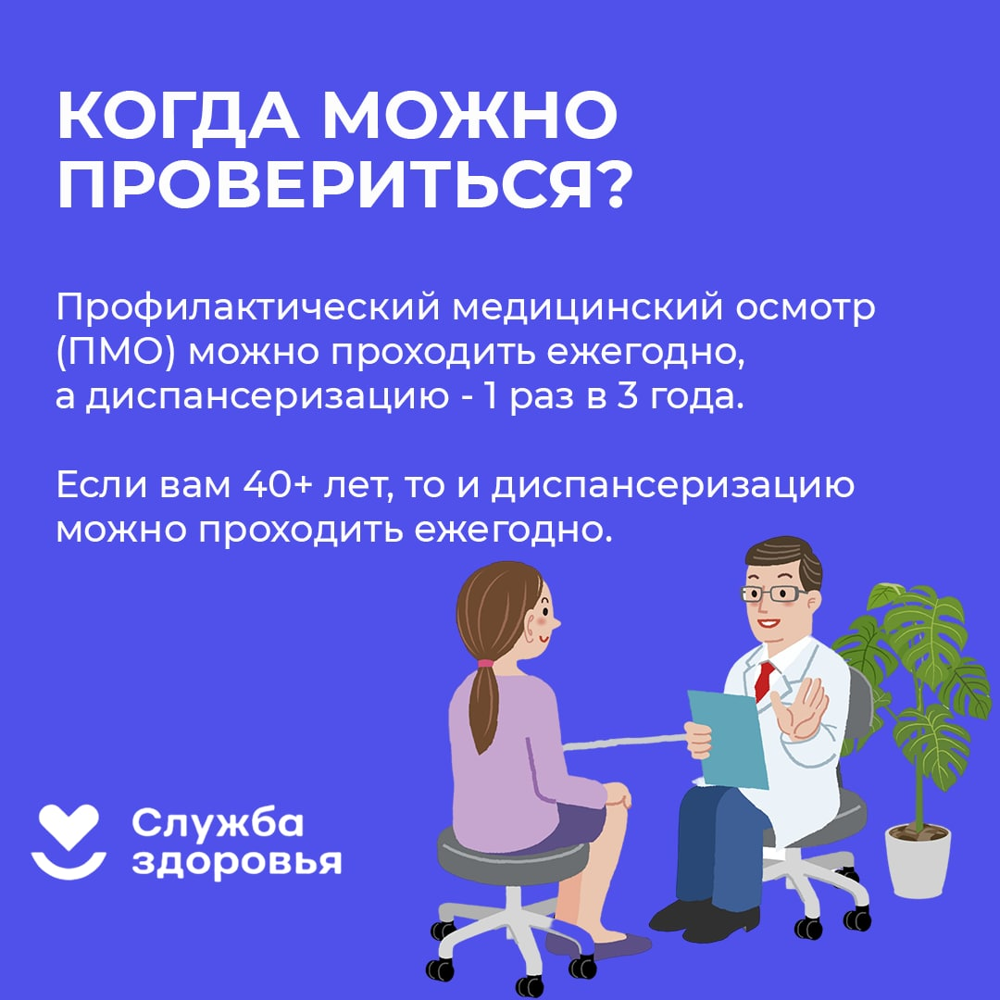 КОГДА МОЖНО
ПРОВЕРИТЬСЯ?
Профилактический медицинский осмотр
(ПМО) можно проходить ежегодно,
а диспансеризацию - 1 раз в 3 года.
Если вам 40+ лет, то и диспансеризацию
можно проходить ежегодно.
Служба
здоровья